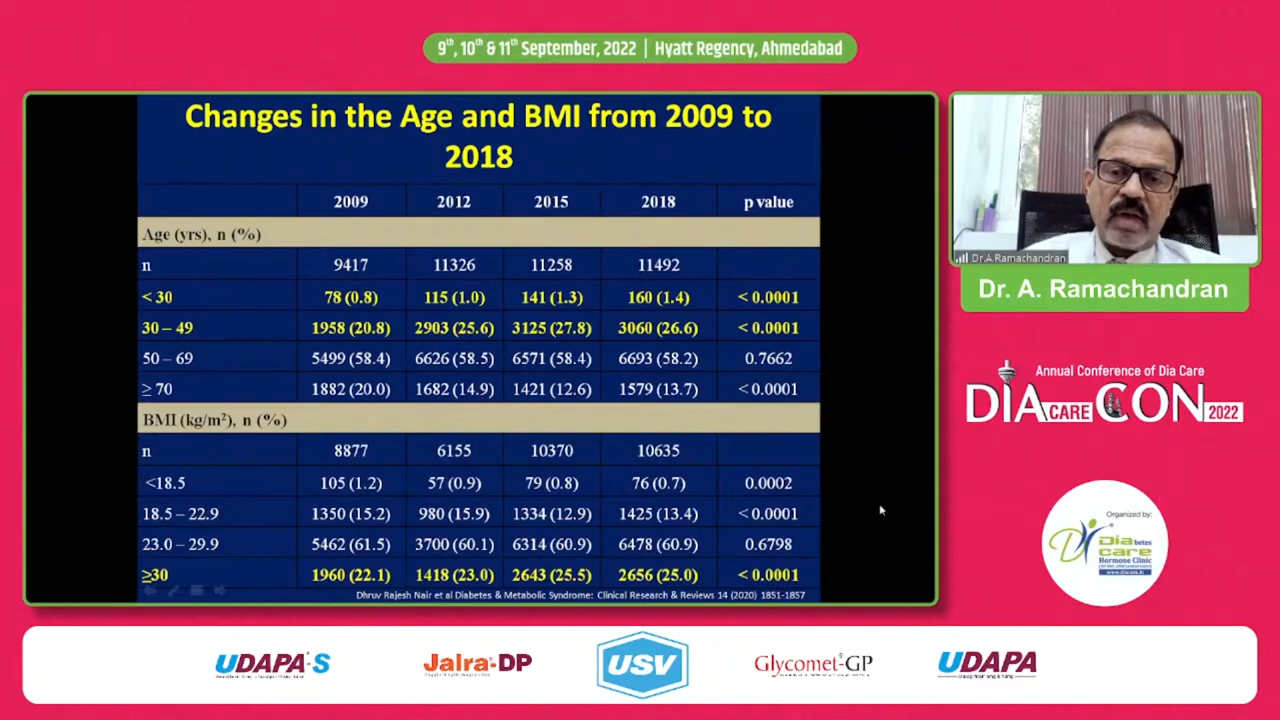 9th, 10th & 11th September, 2022 | Hyatt Regency, Ahmedabad
Changes in the Age and BMI from 2009 to
2018
2009 2012 2015 2018 p value
Age (yrs), n (%)
n 9417 11326 11258 11492
< 30 78 (0.8) 115 (1.0) 141 (1.3) 160 (1.4) < 0.0001
30 – 49 1958 (20.8) 2903 (25.6) 3125 (27.8) 3060 (26.6) < 0.0001
50 – 69 5499 (58.4) 6626 (58.5) 6571 (58.4) 6693 (58.2) 0.7662
≥ 70 1882 (20.0) 1682 (14.9) 1421 (12.6) 1579 (13.7) < 0.0001
BMI (kg/m²), n (%)
n 8877 6155 10370 10635
<18.5 105 (1.2) 57 (0.9) 79 (0.8) 76 (0.7) 0.0002
18.5 – 22.9 1350 (15.2) 980 (15.9) 1334 (12.9) 1425 (13.4) < 0.0001
23.0 – 29.9 5462 (61.5) 3700 (60.1) 6314 (60.9) 6478 (60.9) 0.6798
≥30 1960 (22.1) 1418 (23.0) 2643 (25.5) 2656 (25.0) < 0.0001
Dhruv Rajesh Nair et al Diabetes & Metabolic Syndrome: Clinical Research & Reviews 14 (2020) 1851-1857
Dr.A.Ramachandran
Dr. A. Ramachandran
Annual Conference of Dia Care
DIA CARE CON 2022
Organized by:
Diabetes
care
Hormone Clinic
UDAPA-S
Jalra-DP
USV
Glycomet®-GP
UDAPA